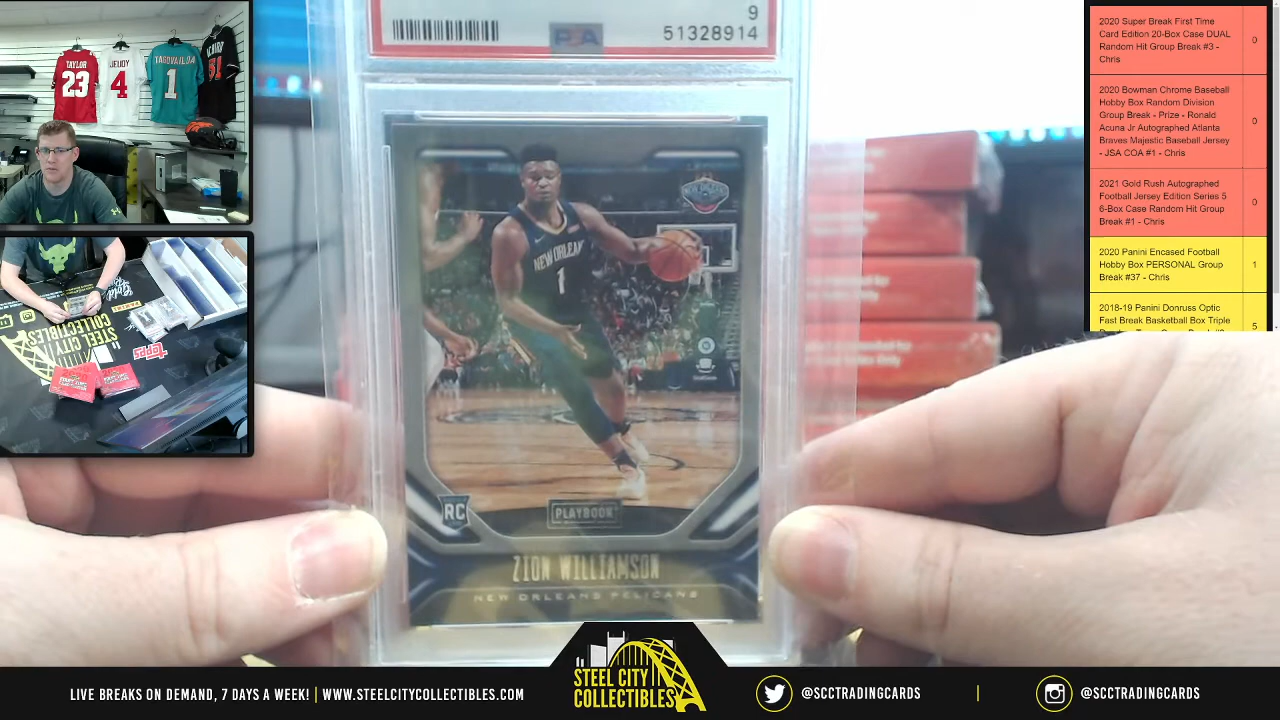 TAYLOR
23
JEUDY
4
TAGOVAILOA
1
51
9
PSA
51328914
NEW ORLEANS
1
RC
PLAYBOOK
ZION WILLIAMSON
NEW ORLEANS PELICANS
2020 Super Break First Time
Card Edition 20-Box Case DUAL
Random Hit Group Break #3 -
Chris
0
2020 Bowman Chrome Baseball
Hobby Box Random Division
Group Break - Prize - Ronald
Acuna Jr Autographed Atlanta
Braves Majestic Baseball Jersey
- JSA COA #1 - Chris
0
2021 Gold Rush Autographed
Football Jersey Edition Series 5
6-Box Case Random Hit Group
Break #1 - Chris
0
2020 Panini Encased Football
Hobby Box PERSONAL Group
Break #37 - Chris
1
2018-19 Panini Donruss Optic
Fast Break Basketball Box Triple
5
STEEL CITY
COLLECTIBLES
topps
STEEL CITY
COLLECTIBLES
LIVE BREAKS ON DEMAND, 7 DAYS A WEEK! | WWW.STEELCITYCOLLECTIBLES.COM
@SCCTRADINGCARDS
@SCCTRADINGCARDS